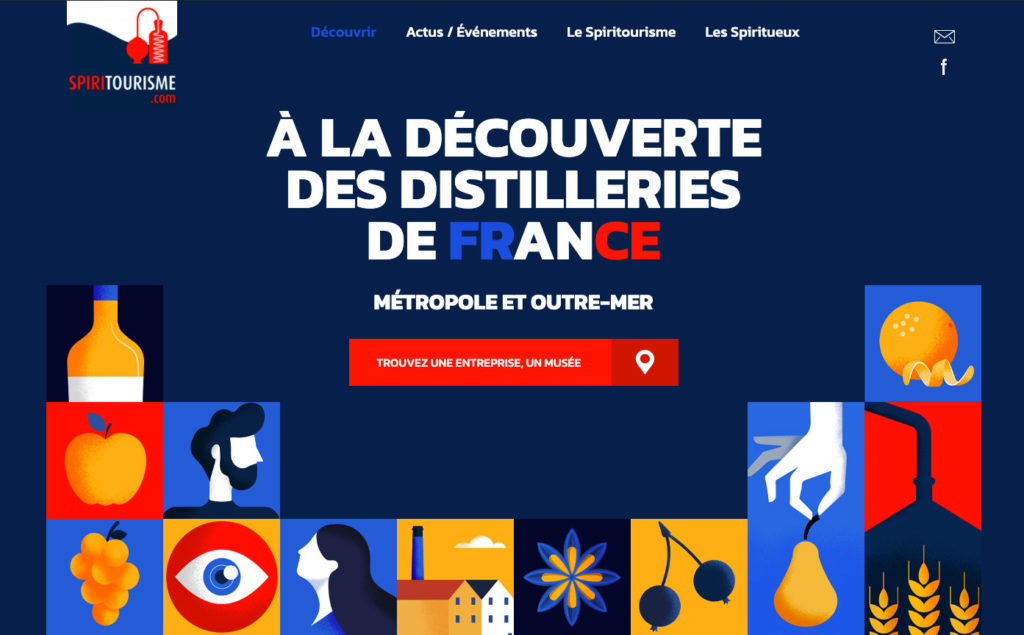 Découvrir
Actus / Événements
Le Spiritourisme
Les Spiritueux
f
SPIRITOURISME
.com
À LA DÉCOUVERTE
DES DISTILLERIES
DE FRANCE
MÉTROPOLE ET OUTRE-MER
TROUVEZ UNE ENTREPRISE, UN MUSÉE